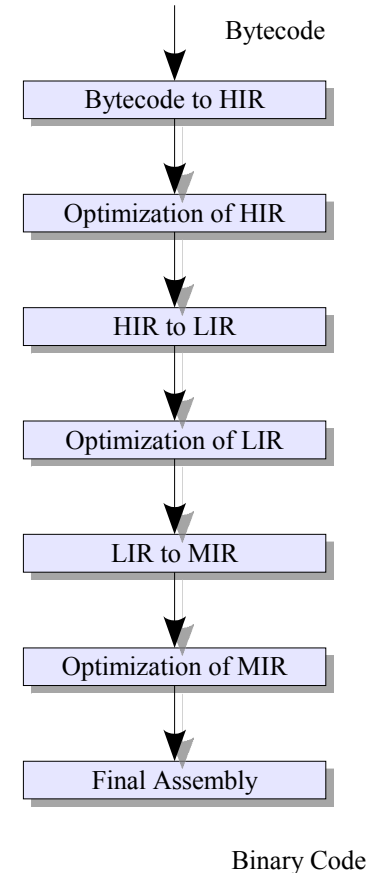 Bytecode
Bytecode to HIR
Optimization of HIR
HIR to LIR
Optimization of LIR
LIR to MIR
Optimization of MIR
Final Assembly
Binary Code